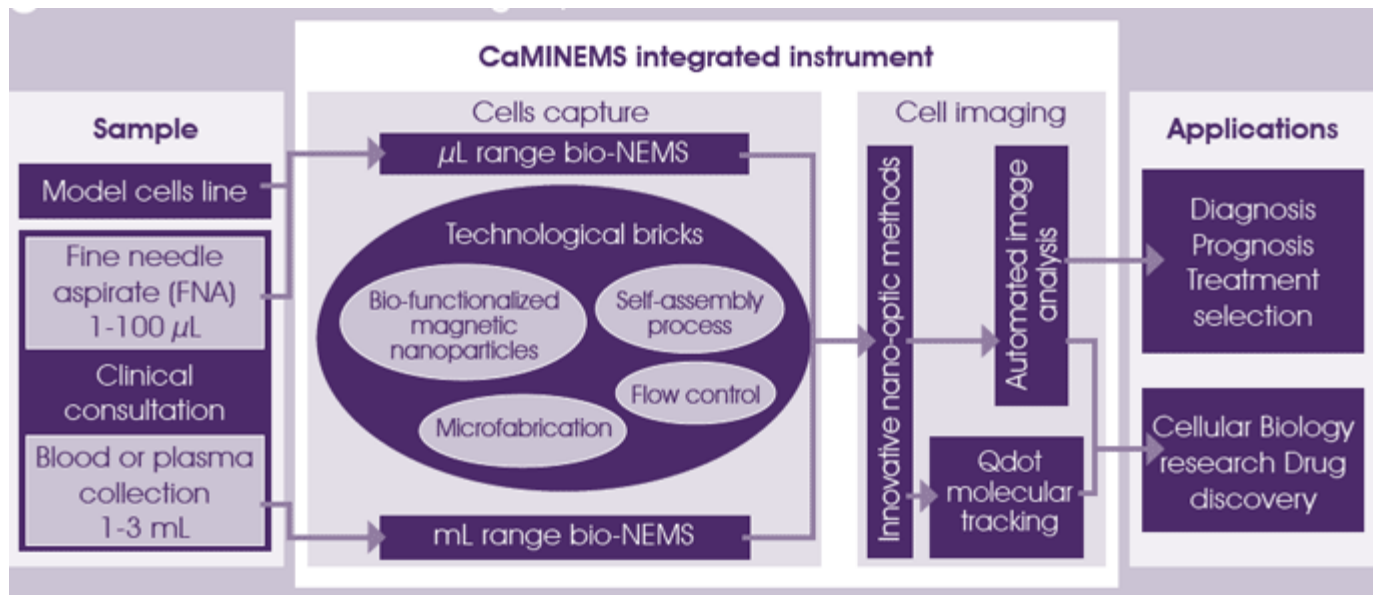 CaMINEMS integrated instrument
Sample
Model cells line
Fine needle
aspirate (FNA)
1-100 µL
Clinical
consultation
Blood or plasma
collection
1-3 mL
Cells capture
µL range bio-NEMS
Technological bricks
Bio-functionalized
magnetic
nanoparticles
Self-assembly
process
Flow control
Microfabrication
mL range bio-NEMS
Cell imaging
Innovative nano-optic methods
Automated image
analysis
Qdot
molecular
tracking
Applications
Diagnosis
Prognosis
Treatment
selection
Cellular Biology
research Drug
discovery